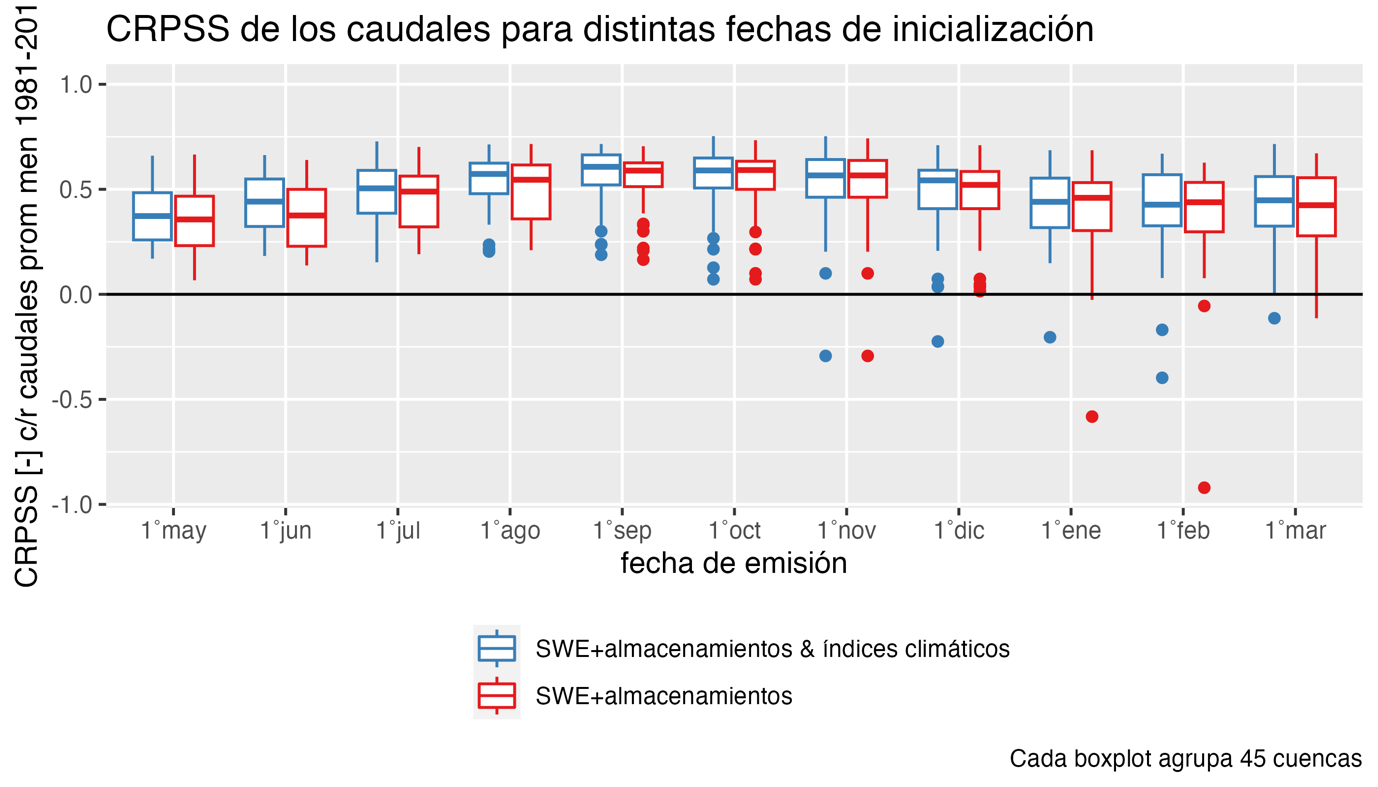 CRPSS de los caudales para distintas fechas de inicialización
CRPSS [-] c/r caudales prom men 1981-201
1.0
0.5
0.0
-0.5
-1.0
1°may 1°jun 1°jul 1°ago 1°sep 1°oct 1°nov 1°dic 1°ene 1°feb 1°mar
fecha de emisión
SWE+almacenamientos & índices climáticos
SWE+almacenamientos
Cada boxplot agrupa 45 cuencas